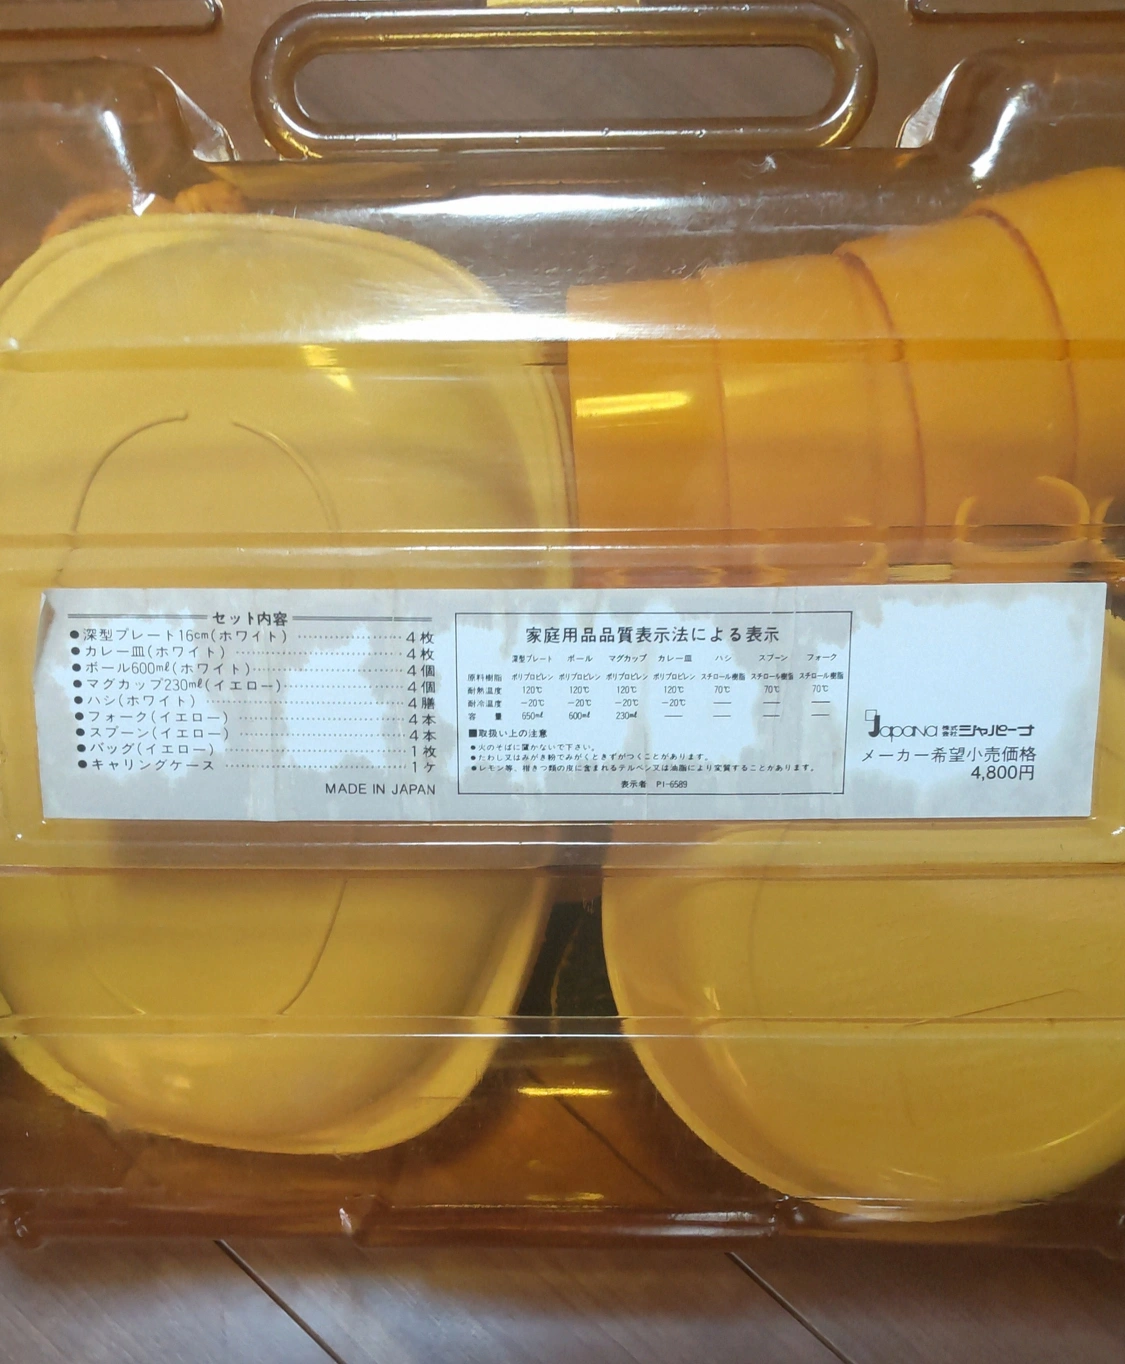 セット内容
●深型プレート16cm(ホワイト) 4枚
●カレー皿(ホワイト) 4枚
●ボール600mℓ(ホワイト) 4個
●マグカップ230mℓ(イエロー) 4個
●ハシ(ホワイト) 4膳
●フォーク(イエロー) 4本
●スプーン(イエロー) 4本
●バッグ(イエロー) 1枚
●キャリングケース 1ケ
MADE IN JAPAN
家庭用品品質表示法による表示
深型プレート ボール マグカップ カレー皿 ハシ スプーン フォーク
原料樹脂 ポリプロピレン ポリプロピレン ポリプロピレン ポリプロピレン スチロール樹脂 スチロール樹脂 スチロール樹脂
耐熱温度 120℃ 120℃ 120℃ 120℃ 70℃ 70℃ 70℃
耐冷温度 −20℃ −20℃ −20℃ −20℃ — — —
容量 650mℓ 600mℓ 230mℓ — — — —
■取扱い上の注意
●火のそばに置かないで下さい。
●たわし又はみがき粉でみがくときずがつくことがあります。
●レモン等、柑きつ類の皮に含まれるテルペン又は油脂により変質することがあります。
表示者 P1-6589
Japana 株式会社 ジャパーナ
メーカー希望小売価格
4,800円